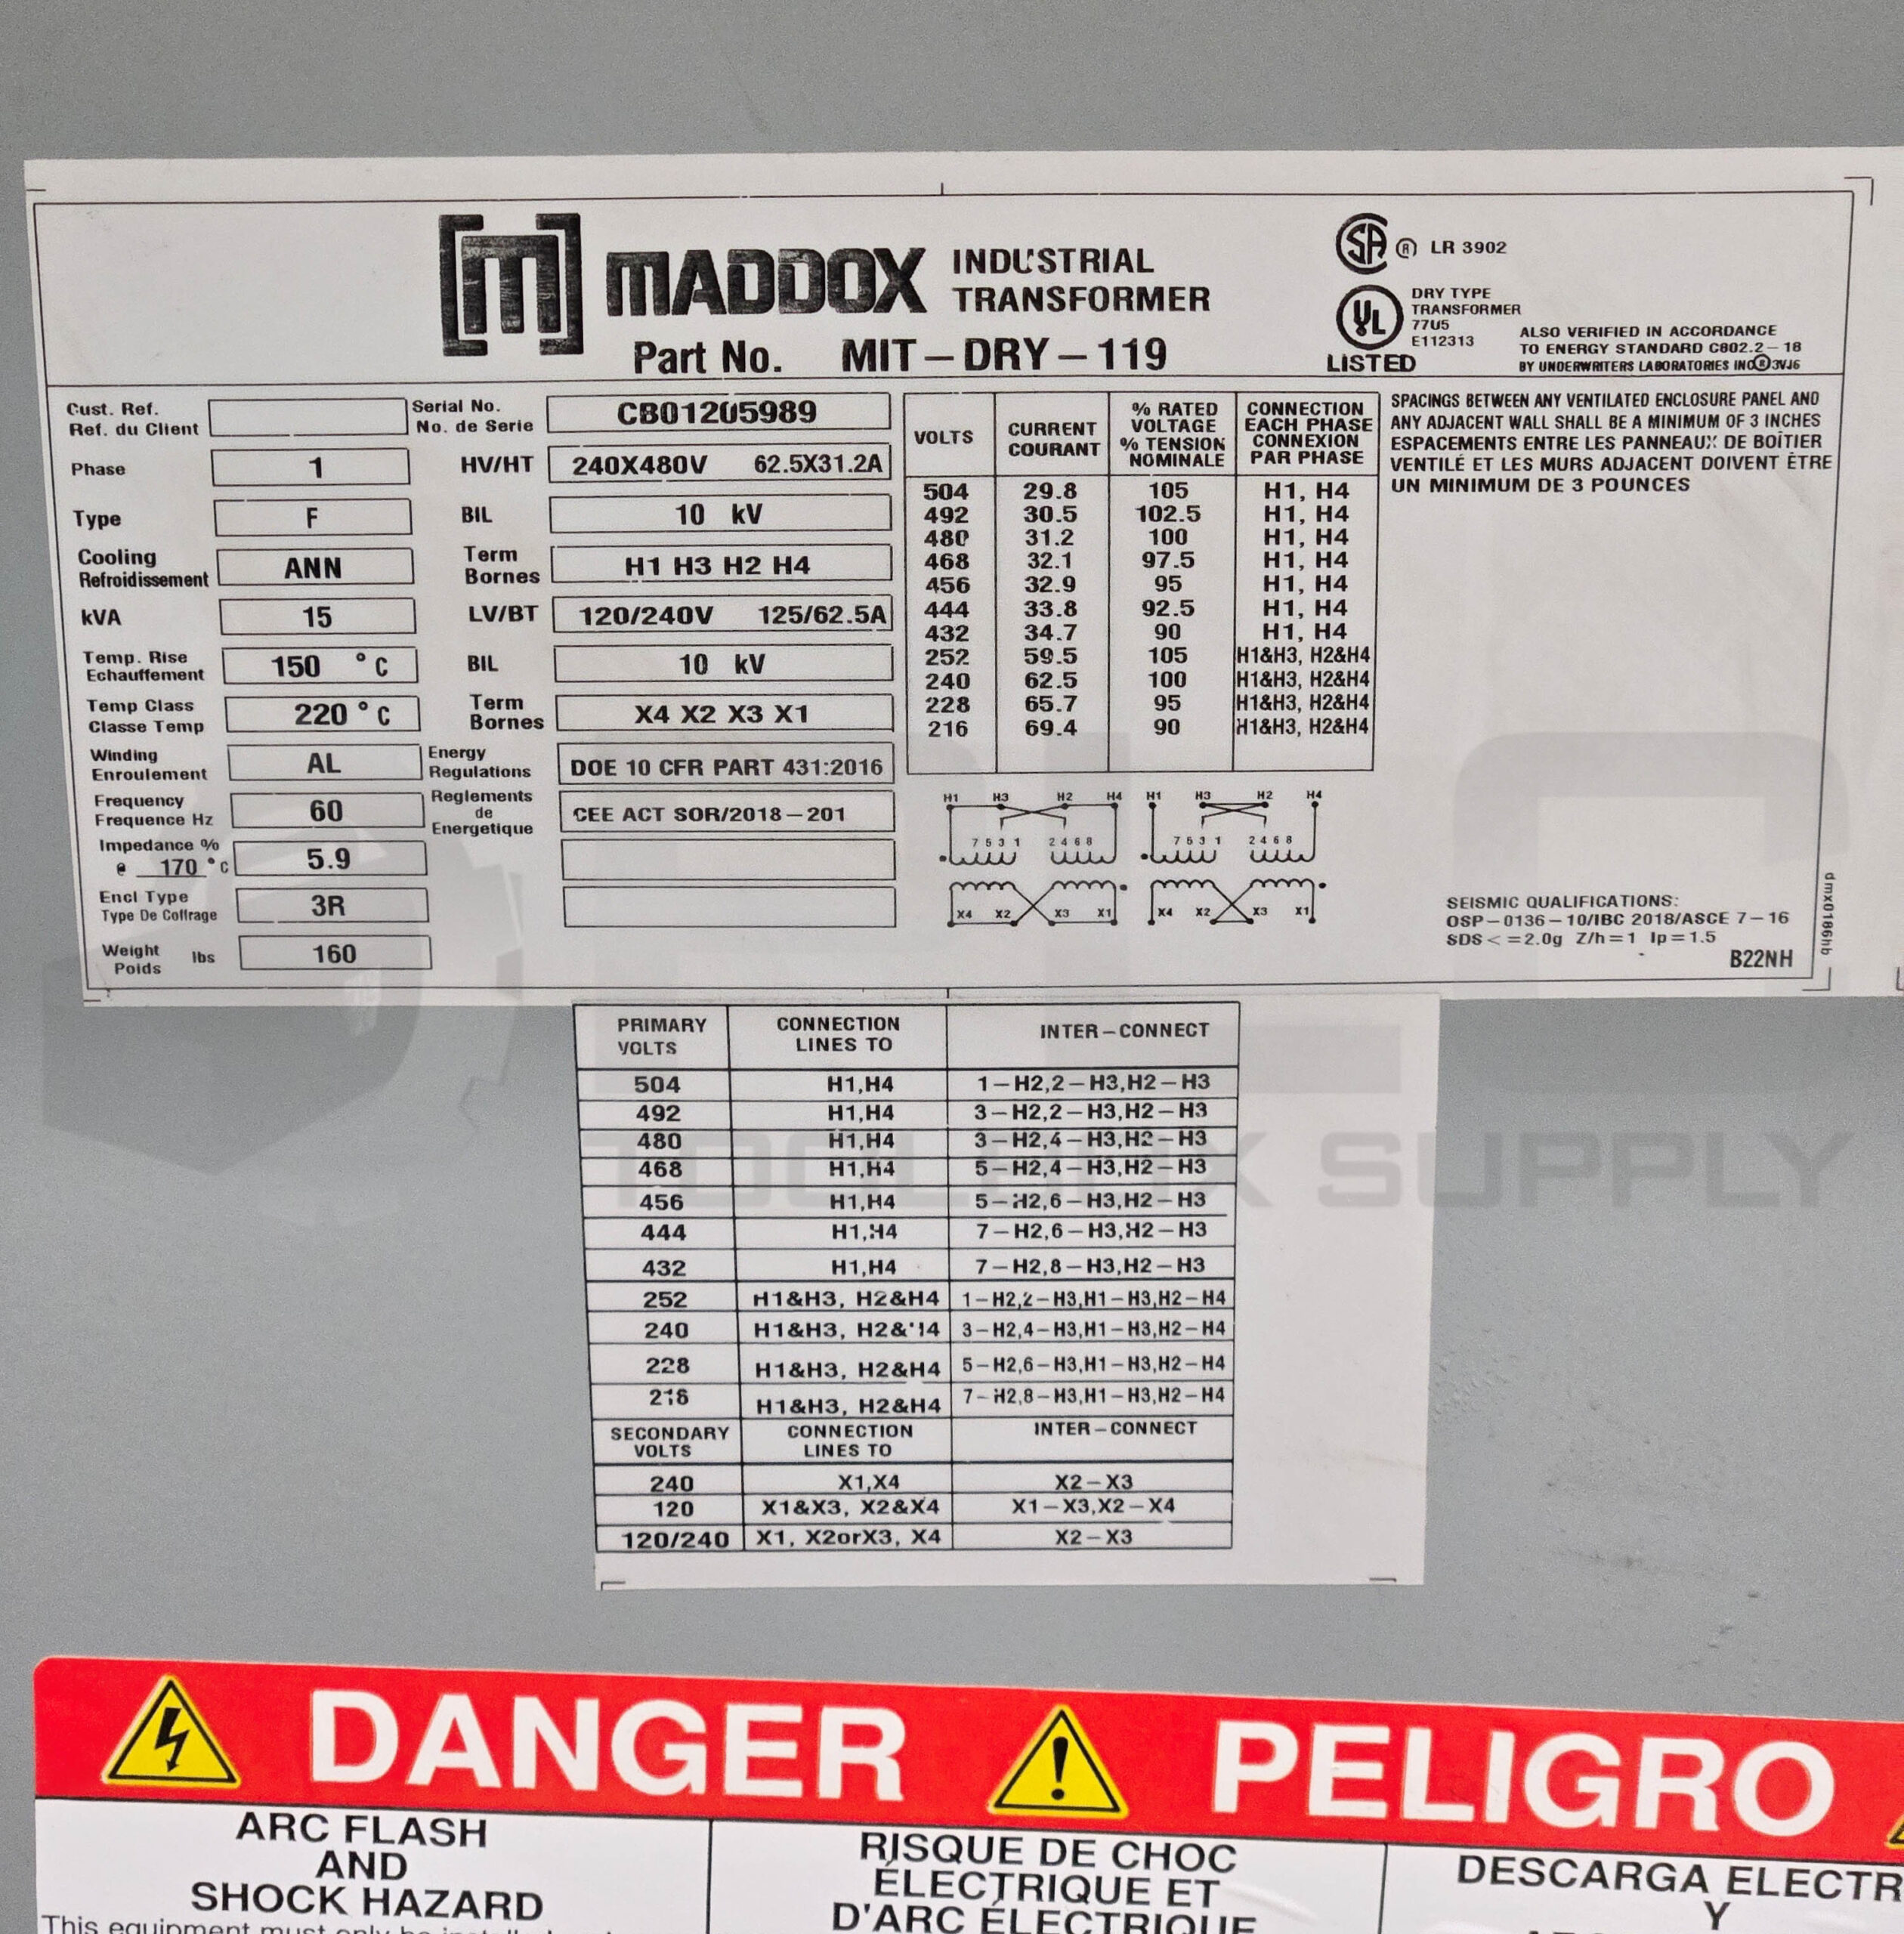 MADDOX INDUSTRIAL
TRANSFORMER
Part No. MIT-DRY-119
SA ® LR 3902
UL
LISTED
DRY TYPE
TRANSFORMER
77U5
E112313
ALSO VERIFIED IN ACCORDANCE
TO ENERGY STANDARD C802.2-18
BY UNDERWRITERS LABORATORIES INC ® 3VJ6
Cust. Ref.
Ref. du Client
Phase 1
Type F
Cooling
Refroidissement ANN
kVA 15
Temp. Rise
Echauffement 150 °C
Temp Class
Classe Temp 220 °C
Winding
Enroulement AL
Frequency
Frequence Hz 60
Impedance %
@ 170 °C 5.9
Encl Type
Type De Coffrage 3R
Weight
Poids lbs 160
Serial No.
No. de Serie CB01205989
HV/HT 240X480V 62.5X31.2A
BIL 10 kV
Term
Bornes H1 H3 H2 H4
LV/BT 120/240V 125/62.5A
BIL 10 kV
Term
Bornes X4 X2 X3 X1
Energy
Regulations DOE 10 CFR PART 431:2016
Reglements
de
Energetique CEE ACT SOR/2018-201
VOLTS
CURRENT
COURANT
% RATED
VOLTAGE
% TENSION
NOMINALE
CONNECTION
EACH PHASE
CONNEXION
PAR PHASE
504 29.8 105 H1, H4
492 30.5 102.5 H1, H4
480 31.2 100 H1, H4
468 32.1 97.5 H1, H4
456 32.9 95 H1, H4
444 33.8 92.5 H1, H4
432 34.7 90 H1, H4
252 59.5 105 H1&H3, H2&H4
240 62.5 100 H1&H3, H2&H4
228 65.7 95 H1&H3, H2&H4
216 69.4 90 H1&H3, H2&H4
H1 H3 H2 H4 H1 H3 H2 H4
7 5 3 1 2 4 6 8 7 5 3 1 2 4 6 8
X4 X2 X3 X1 X4 X2 X3 X1
SPACINGS BETWEEN ANY VENTILATED ENCLOSURE PANEL AND
ANY ADJACENT WALL SHALL BE A MINIMUM OF 3 INCHES
ESPACEMENTS ENTRE LES PANNEAUX DE BOÎTIER
VENTILÉ ET LES MURS ADJACENT DOIVENT ÊTRE
UN MINIMUM DE 3 POUNCES
SEISMIC QUALIFICATIONS:
OSP-0136-10/IBC 2018/ASCE 7-16
SDS<=2.0g Z/h=1 Ip=1.5
B22NH
dmx0186hb
PRIMARY
VOLTS
CONNECTION
LINES TO
INTER-CONNECT
504 H1,H4 1-H2,2-H3,H2-H3
492 H1,H4 3-H2,2-H3,H2-H3
480 H1,H4 3-H2,4-H3,H2-H3
468 H1,H4 5-H2,4-H3,H2-H3
456 H1,H4 5-H2,6-H3,H2-H3
444 H1,H4 7-H2,6-H3,H2-H3
432 H1,H4 7-H2,8-H3,H2-H3
252 H1&H3, H2&H4 1-H2,2-H3,H1-H3,H2-H4
240 H1&H3, H2&H4 3-H2,4-H3,H1-H3,H2-H4
228 H1&H3, H2&H4 5-H2,6-H3,H1-H3,H2-H4
216 H1&H3, H2&H4 7-H2,8-H3,H1-H3,H2-H4
SECONDARY
VOLTS
CONNECTION
LINES TO
INTER-CONNECT
240 X1,X4 X2-X3
120 X1&X3, X2&X4 X1-X3,X2-X4
120/240 X1, X2orX3, X4 X2-X3
TOOLBOX SUPPLY
DANGER PELIGRO
ARC FLASH
AND
SHOCK HAZARD
This equipment must only be installed
RISQUE DE CHOC
ÉLECTRIQUE ET
D'ARC ÉLECTRIQUE
DESCARGA ELECTR
Y